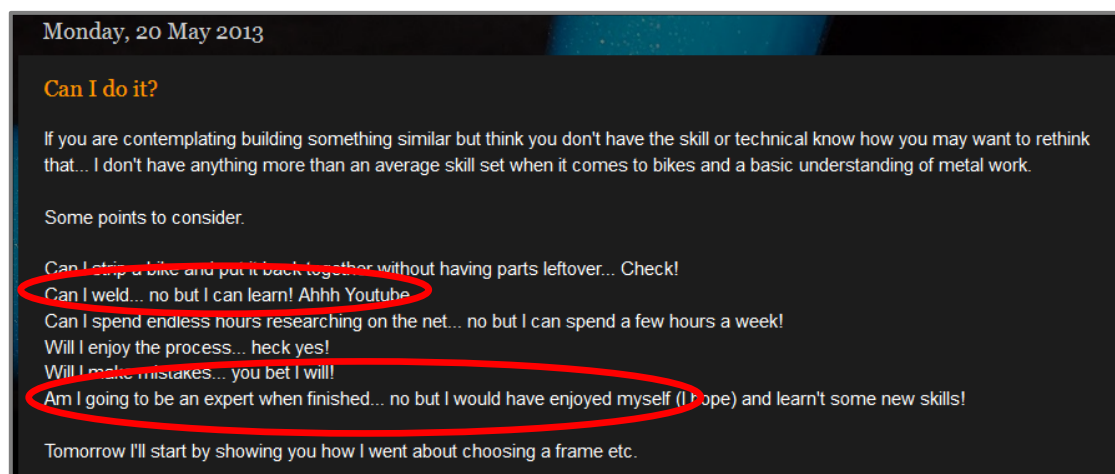 Monday, 20 May 2013
Can I do it?
If you are contemplating building something similar but think you don't have the skill or technical know how you may want to rethink
that... I don't have anything more than an average skill set when it comes to bikes and a basic understanding of metal work.
Some points to consider.
Can I strip a bike and put it back together without having parts leftover... Check!
Can I weld... no but I can learn! Ahhh Youtube
Can I spend endless hours researching on the net... no but I can spend a few hours a week!
Will I enjoy the process... heck yes!
Will I make mistakes... you bet I will!
Am I going to be an expert when finished... no but I would have enjoyed myself (I hope) and learn't some new skills!
Tomorrow I'll start by showing you how I went about choosing a frame etc.